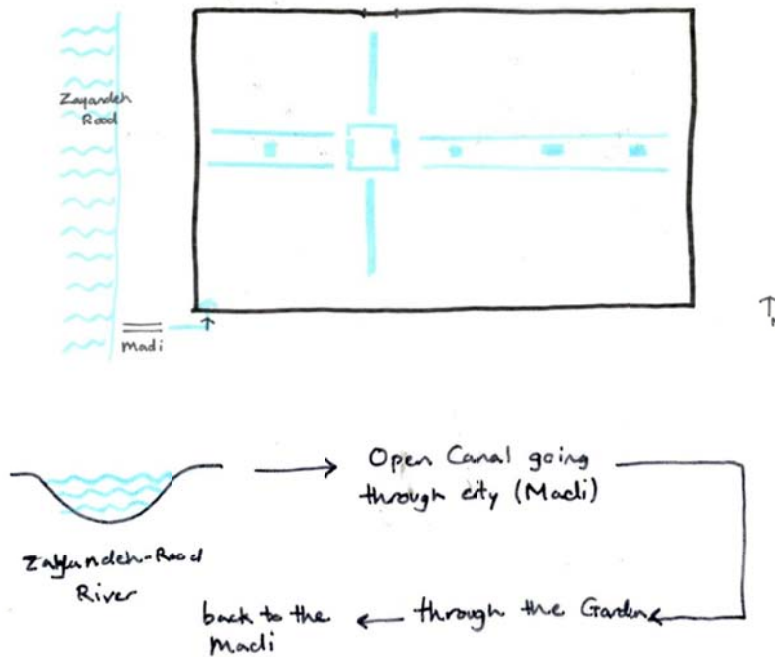 Zayandeh
Rood
Madi
N
Open Canal going
through city (Madi)
Zayandeh-Rood
River
through the Garden
back to the
Madi